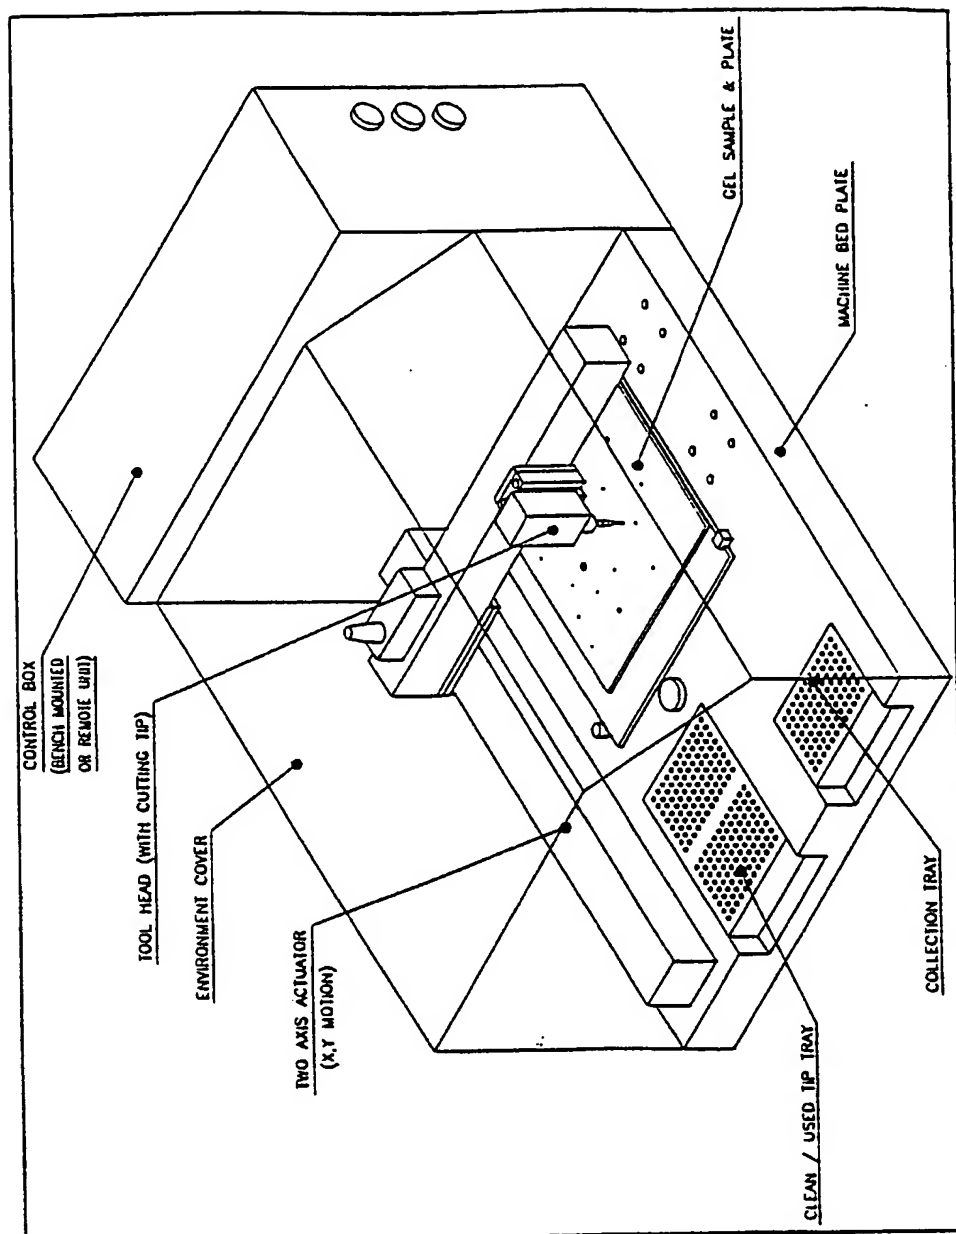 CONTROL BOX
(BENCH MOUNTED
OR REMOTE UNIT)
TOOL HEAD (WITH CUTTING TIP)
ENVIRONMENT COVER
TWO AXIS ACTUATOR
(X,Y MOTION)
CLEAN / USED TIP TRAY
COLLECTION TRAY
MACHINE BED PLATE
GEL SAMPLE & PLATE